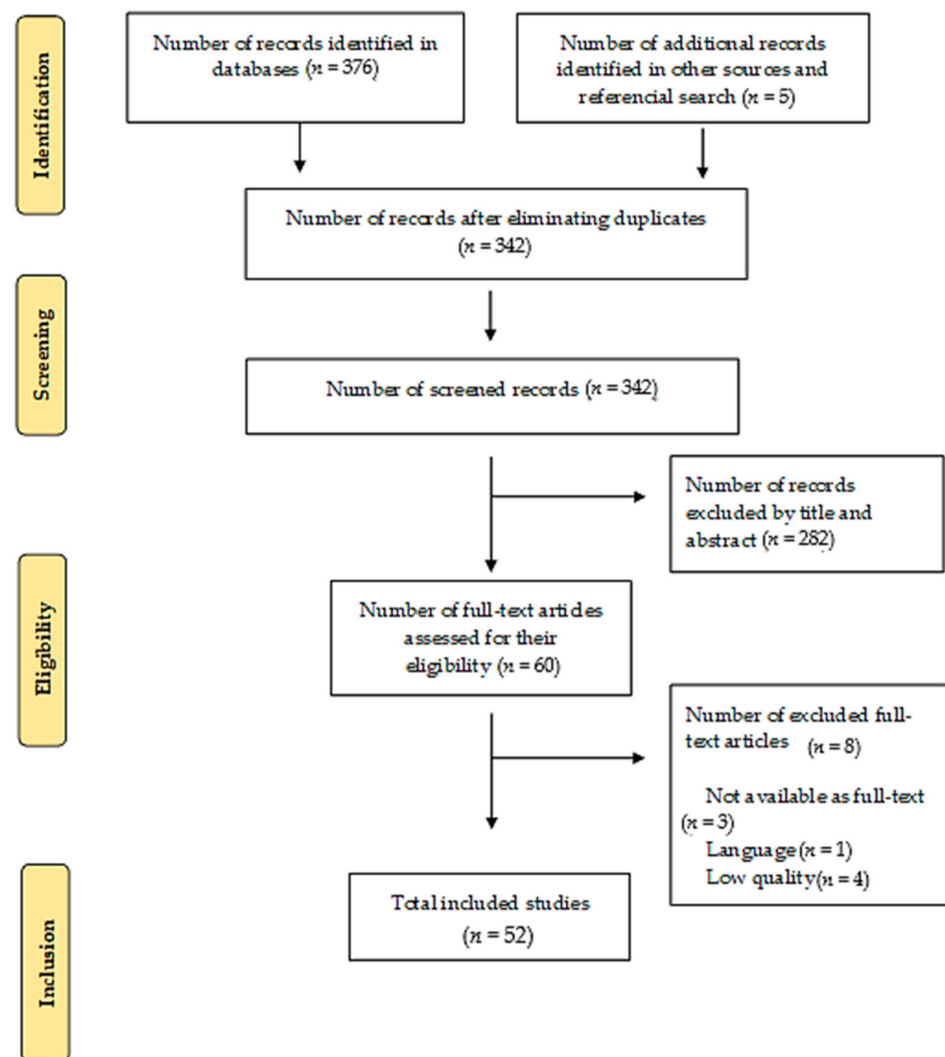 Identification
Number of records identified in
databases (n = 376)
Number of additional records
identified in other sources and
referencial search (n = 5)
Number of records after eliminating duplicates
(n = 342)
Screening
Number of screened records (n = 342)
Number of records
excluded by title and
abstract (n = 282)
Eligibility
Number of full-text articles
assessed for their
eligibility (n = 60)
Number of excluded full-
text articles (n = 8)
Not available as full-text
(n = 3)
Language (n = 1)
Low quality (n = 4)
Inclusion
Total included studies
(n = 52)